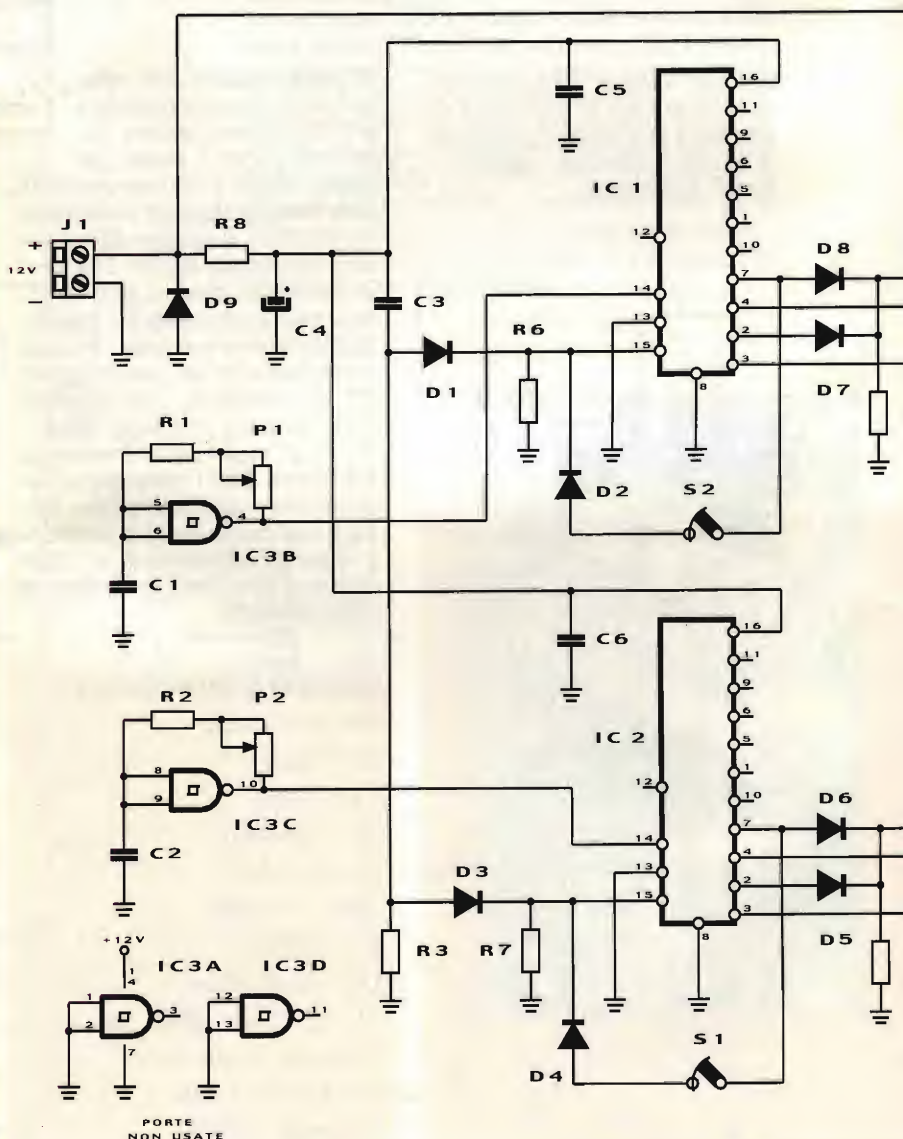 16
C5
11
9
6
IC 1
5
J1
R8
1
+
12
10
12V
D8
7
–
D9
C4
C3
14
4
R6
13
2
15
3
D1
8
D7
R1
P1
D2
S2
5
4
6
IC3B
C1
16
C6
11
9
R2
P2
6
IC 2
5
8
1
10
12
9
10
D6
IC3C
7
C2
14
4
D3
13
2
15
3
+12V
D5
IC3A
IC3D
R3
R7
8
1
4
1
3
12
11
2
13
S1
7
D4
PORTE
NON USATE